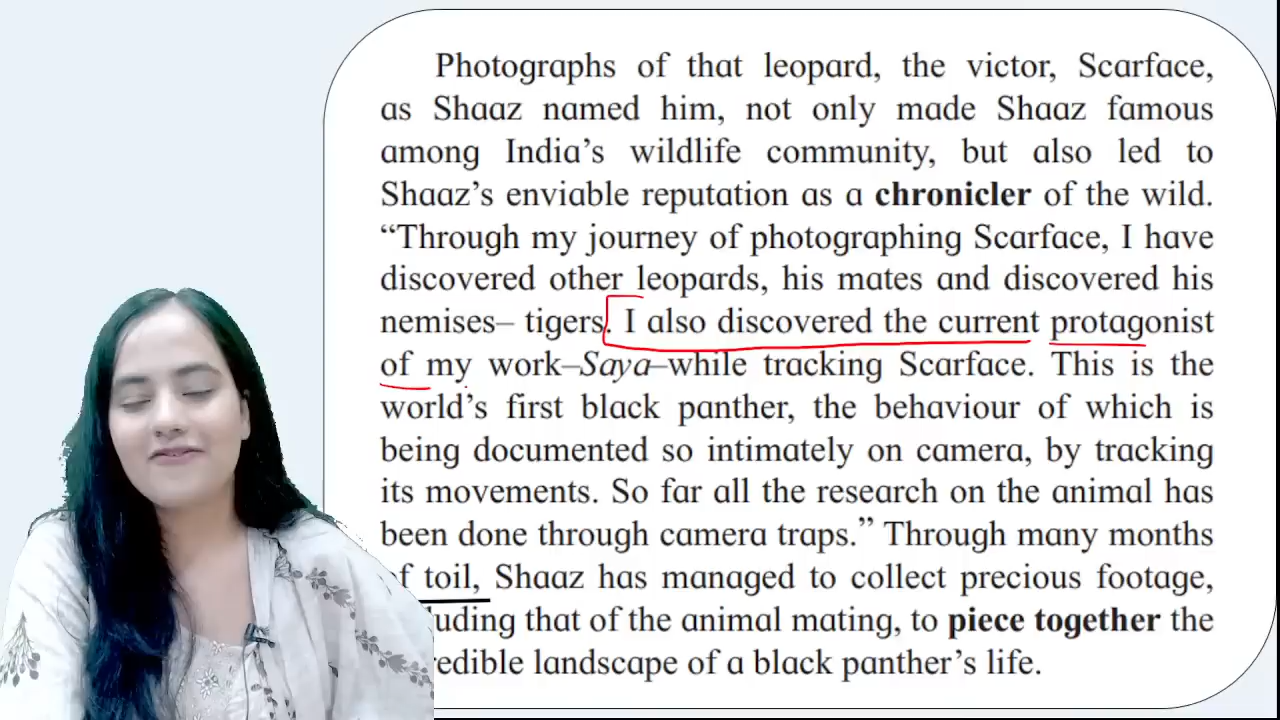 Photographs of that leopard, the victor, Scarface,
as Shaaz named him, not only made Shaaz famous
among India's wildlife community, but also led to
Shaaz's enviable reputation as a chronicler of the wild.
“Through my journey of photographing Scarface, I have
discovered other leopards, his mates and discovered his
nemises– tigers. I also discovered the current protagonist
of my work–Saya–while tracking Scarface. This is the
world's first black panther, the behaviour of which is
being documented so intimately on camera, by tracking
its movements. So far all the research on the animal has
been done through camera traps.” Through many months
toil, Shaaz has managed to collect precious footage,
that of the animal mating, to piece together the
landscape of a black panther's life.